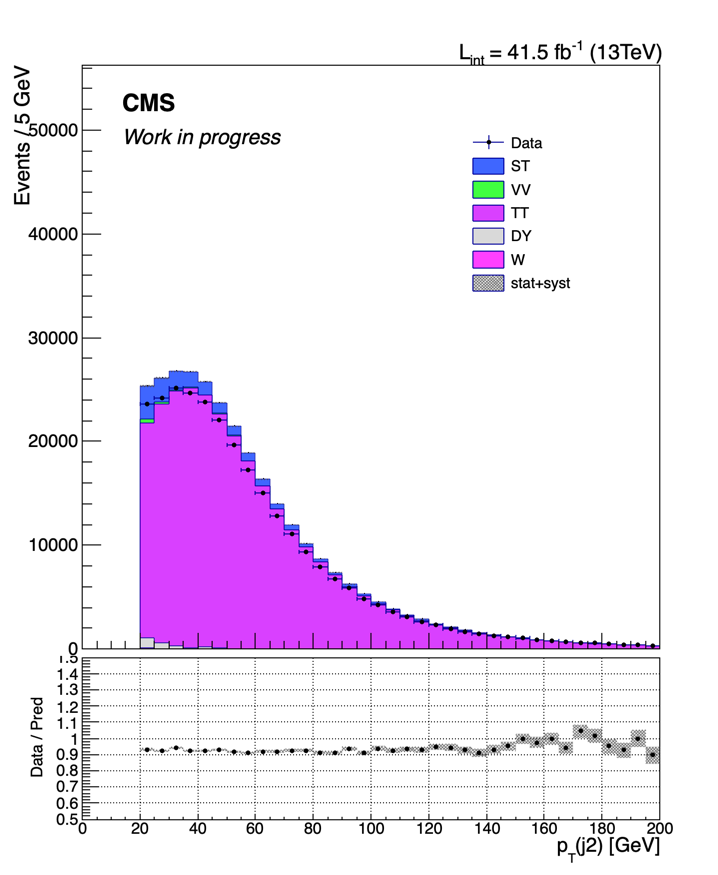 L_int = 41.5 fb^-1 (13TeV)
Events / 5 GeV
CMS
Work in progress
50000
40000
30000
20000
10000
0
Data
ST
VV
TT
DY
W
stat+syst
Data / Pred
1.5
1.4
1.3
1.2
1.1
1
0.9
0.8
0.7
0.6
0.5
0 20 40 60 80 100 120 140 160 180 200
p_T(j2) [GeV]